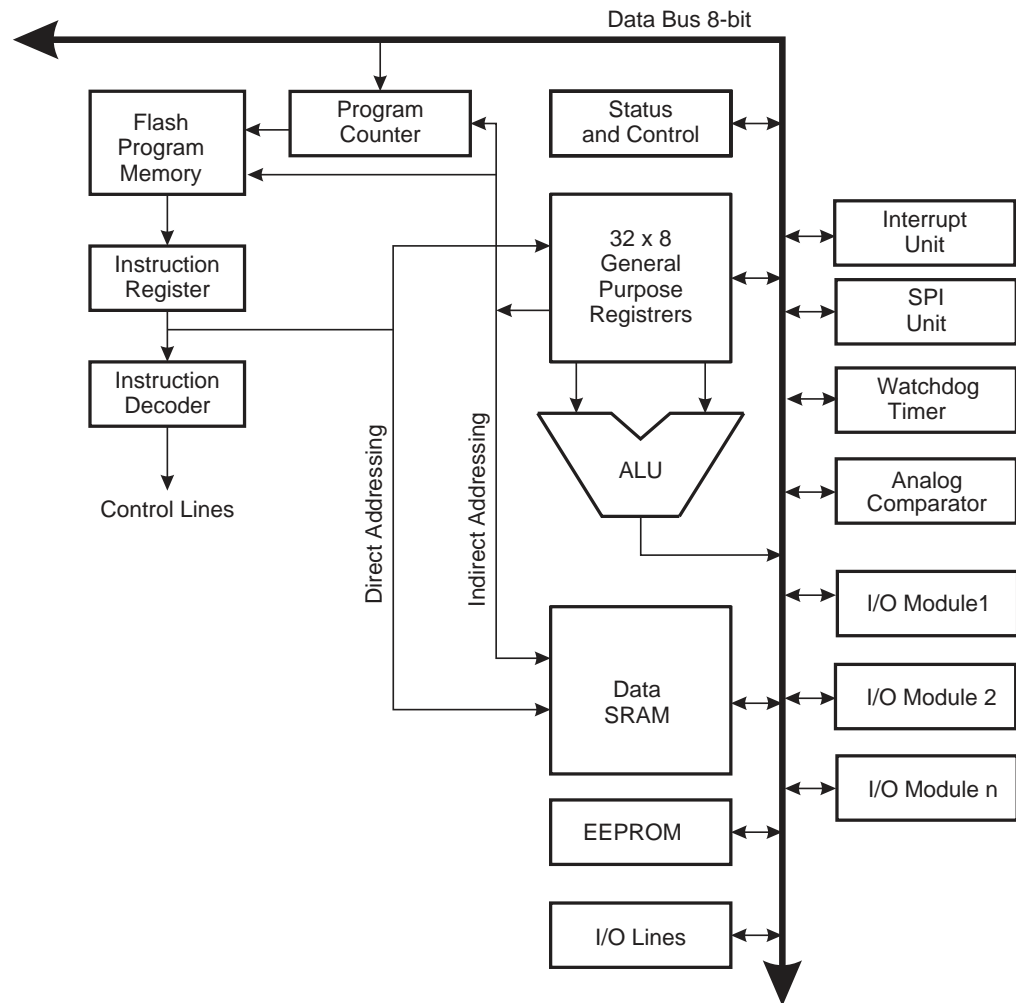 Data Bus 8-bit
Flash
Program
Memory
Program
Counter
Status
and Control
32 x 8
General
Purpose
Registrers
Interrupt
Unit
Instruction
Register
SPI
Unit
Instruction
Decoder
Watchdog
Timer
ALU
Analog
Comparator
Control Lines
Direct Addressing
Indirect Addressing
I/O Module1
Data
SRAM
I/O Module 2
I/O Module n
EEPROM
I/O Lines